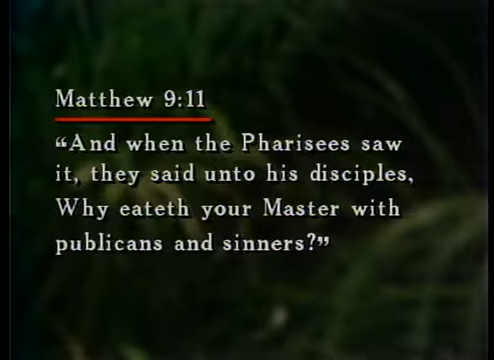 Matthew 9:11
“And when the Pharisees saw
it, they said unto his disciples,
Why eateth your Master with
publicans and sinners?”